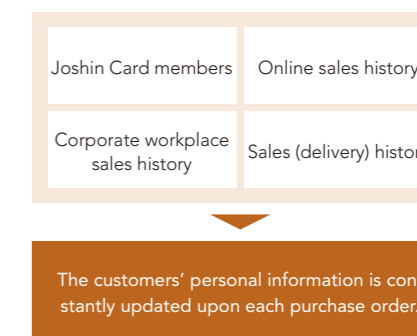 Joshin Card members
Online sales history
Corporate workplace
sales history
Sales (delivery)
The customers' personal information is con
stantly updated upon each purchase order